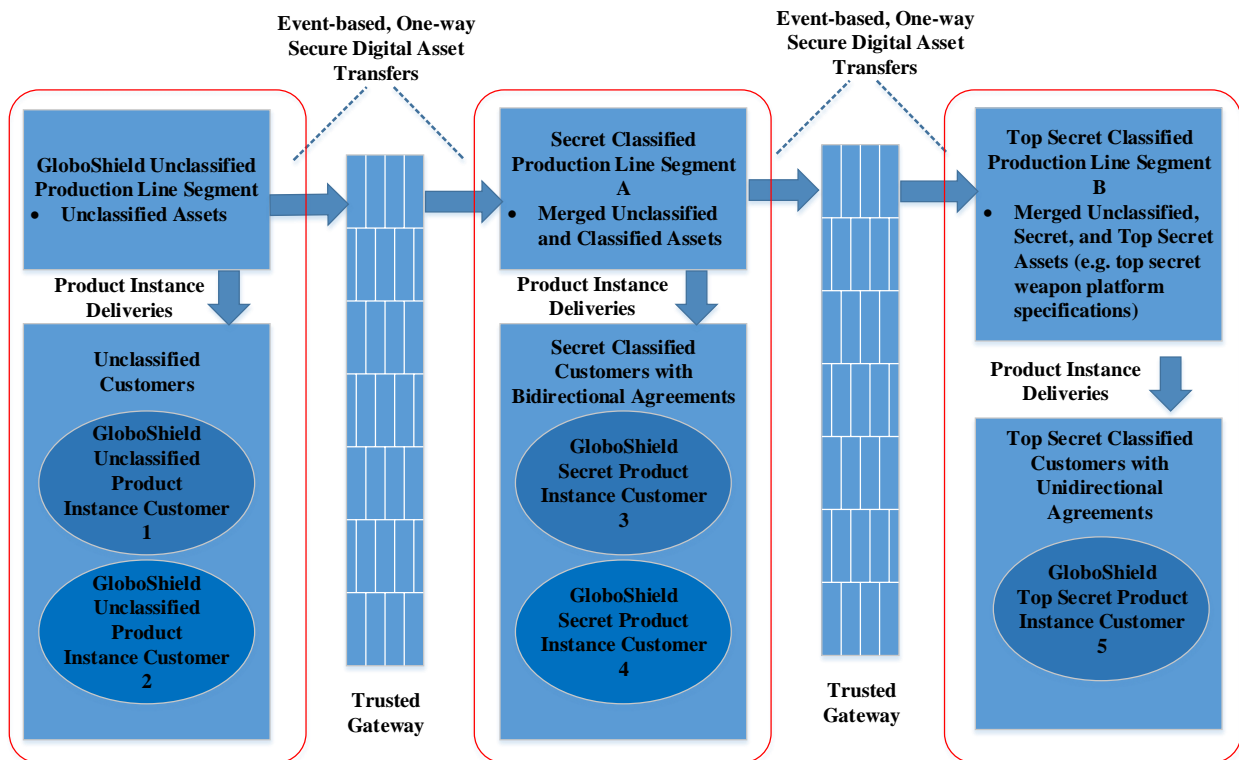 Event-based, One-way
Secure Digital Asset
Transfers
Event-based, One-way
Secure Digital Asset
Transfers
GloboShield Unclassified
Production Line Segment
• Unclassified Assets
Product Instance
Deliveries
Unclassified
Customers
GloboShield
Unclassified
Product
Instance Customer
1
GloboShield
Unclassified
Product
Instance Customer
2
Trusted
Gateway
Secret Classified
Production Line Segment
A
• Merged Unclassified
and Classified Assets
Product Instance
Deliveries
Secret Classified
Customers with
Bidirectional Agreements
GloboShield
Secret Product
Instance Customer
3
GloboShield
Secret Product
Instance Customer
4
Trusted
Gateway
Top Secret Classified
Production Line Segment
B
• Merged Unclassified,
Secret, and Top Secret
Assets (e.g. top secret
weapon platform
specifications)
Product Instance
Deliveries
Top Secret Classified
Customers with
Unidirectional
Agreements
GloboShield
Top Secret Product
Instance Customer
5